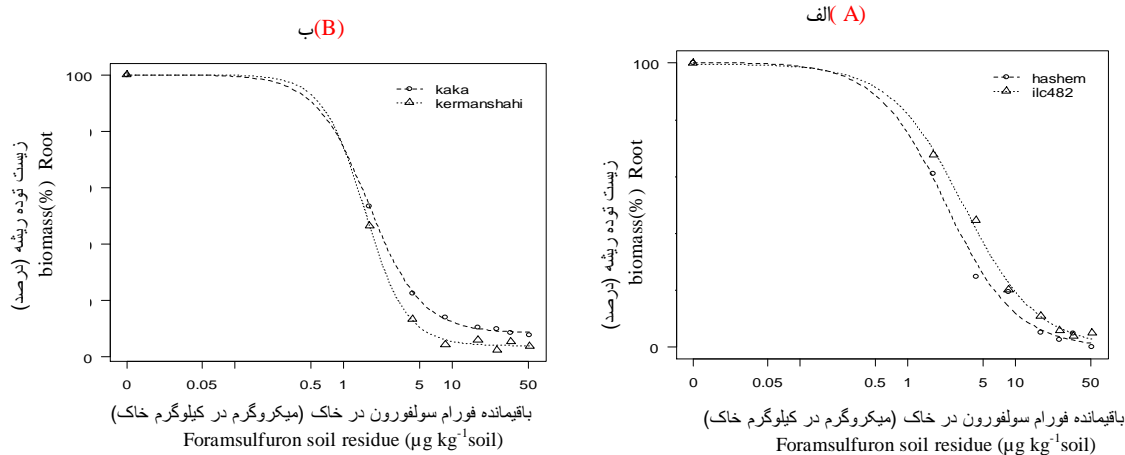 (B)ب
100
0
kaka
kermanshahi
زیست توده ریشه (درصد)
biomass(%) Root
0 0.05 0.5 1 5 10 50
باقیمانده فورام سولفورون در خاک (میکروگرم در کیلوگرم خاک)
Foramsulfuron soil residue (µg kg-1soil)
الف( A)
100
0
hashem
ilc482
زیست توده ریشه (درصد)
biomass(%) Root
0 0.05 0.5 1 5 10 50
باقیمانده فورام سولفورون در خاک (میکروگرم در کیلوگرم خاک)
Foramsulfuron soil residue (µg kg-1soil)